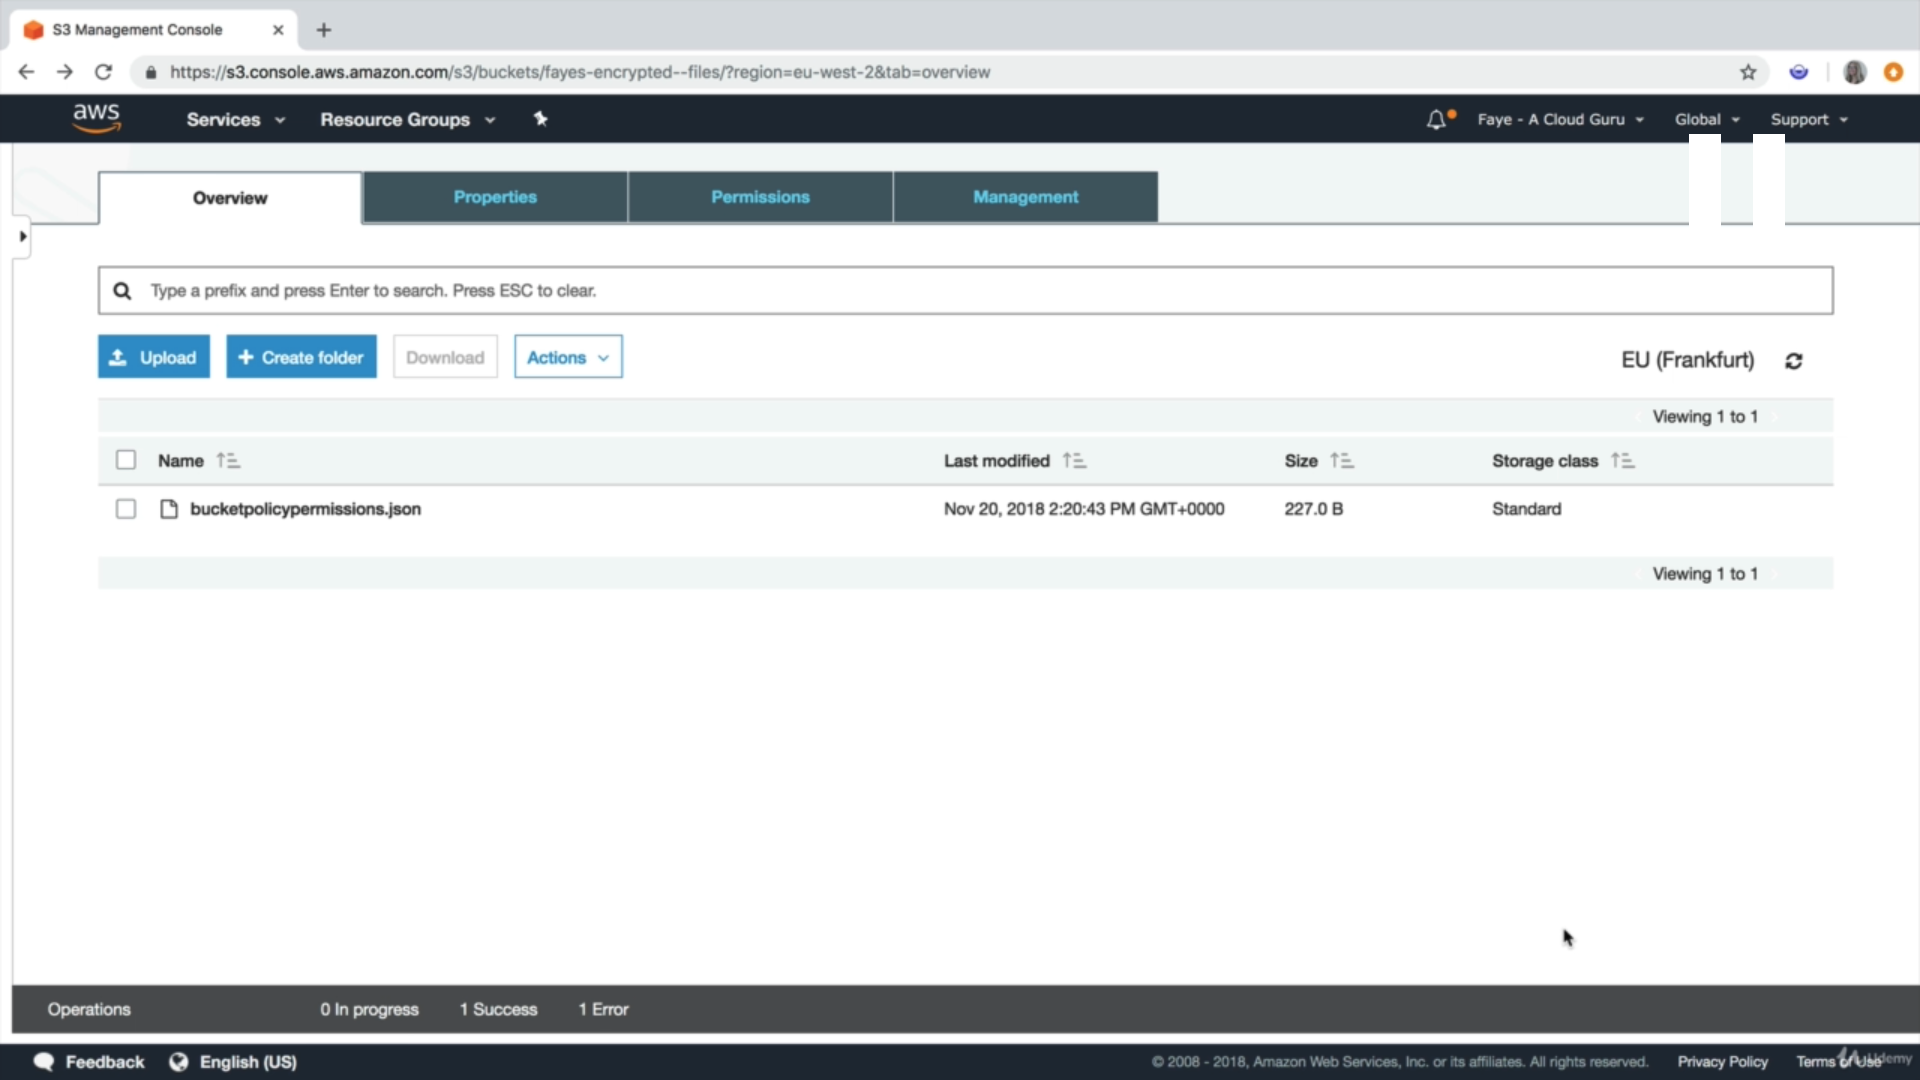 S3 Management Console
https://s3.console.aws.amazon.com/s3/buckets/fayes-encrypted--files/?region=eu-west-2&tab=overview
aws Services Resource Groups Faye - A Cloud Guru Global Support
Overview Properties Permissions Management
Type a prefix and press Enter to search. Press ESC to clear.
Upload Create folder Download Actions EU (Frankfurt)
Viewing 1 to 1
Name Last modified Size Storage class
bucketpolicypermissions.json Nov 20, 2018 2:20:43 PM GMT+0000 227.0 B Standard
Viewing 1 to 1
Operations 0 In progress 1 Success 1 Error
Feedback English (US) © 2008 - 2018, Amazon Web Services, Inc. or its affiliates. All rights reserved. Privacy Policy Terms of Use
Udemy